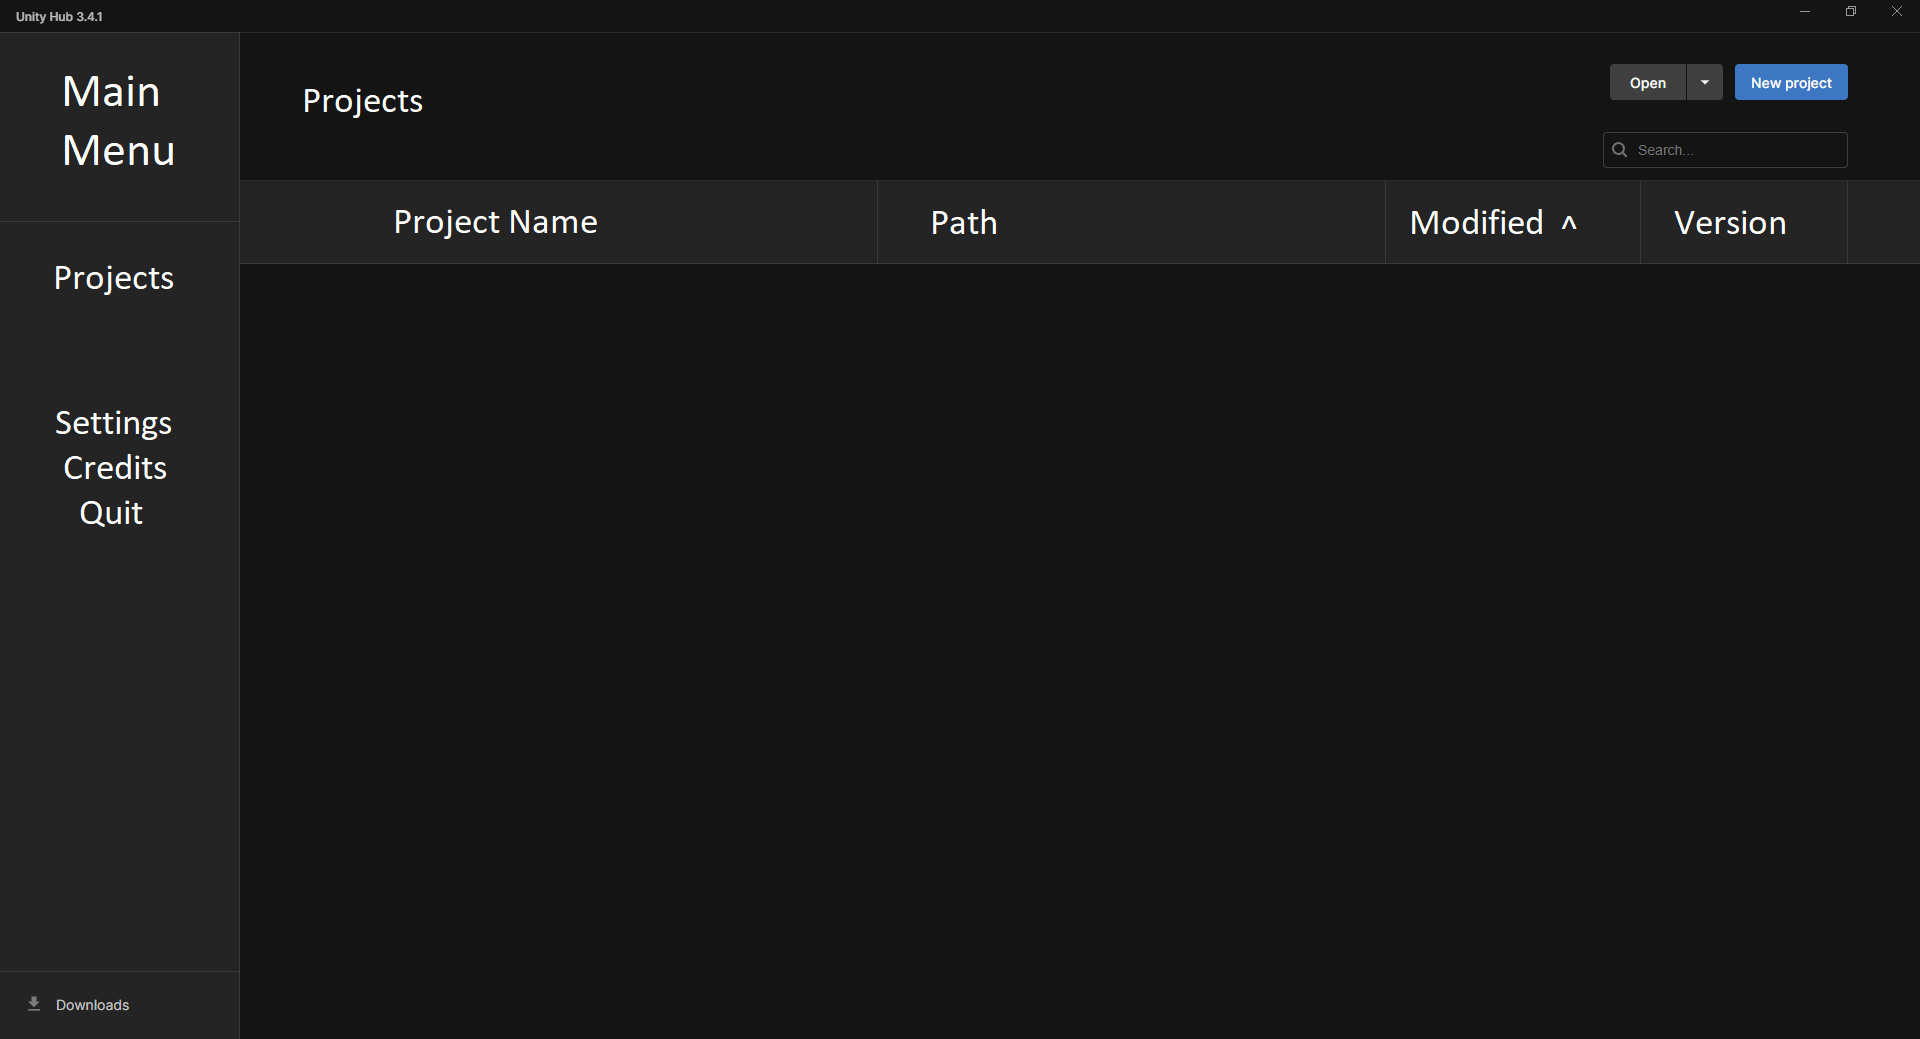 Unity Hub 3.4.1
Main
Menu
Projects
Settings
Credits
Quit
Downloads
Projects
Open
New project
Search...
Project Name
Path
Modified ^
Version